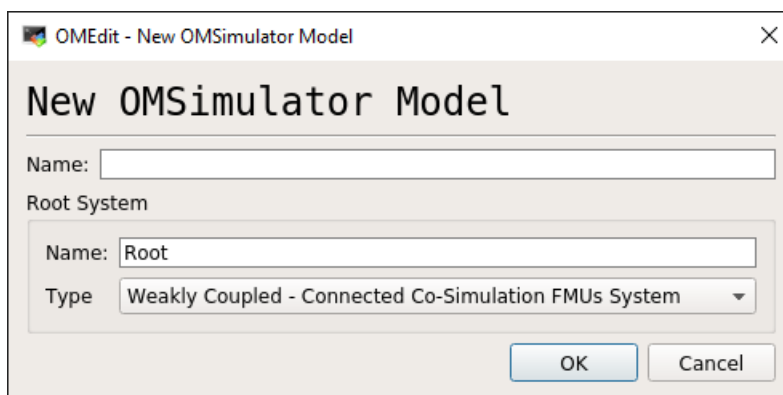 OMEdit - New OMSimulator Model
New OMSimulator Model
Name:
Root System
Name: Root
Type Weakly Coupled - Connected Co-Simulation FMUs System
OK Cancel